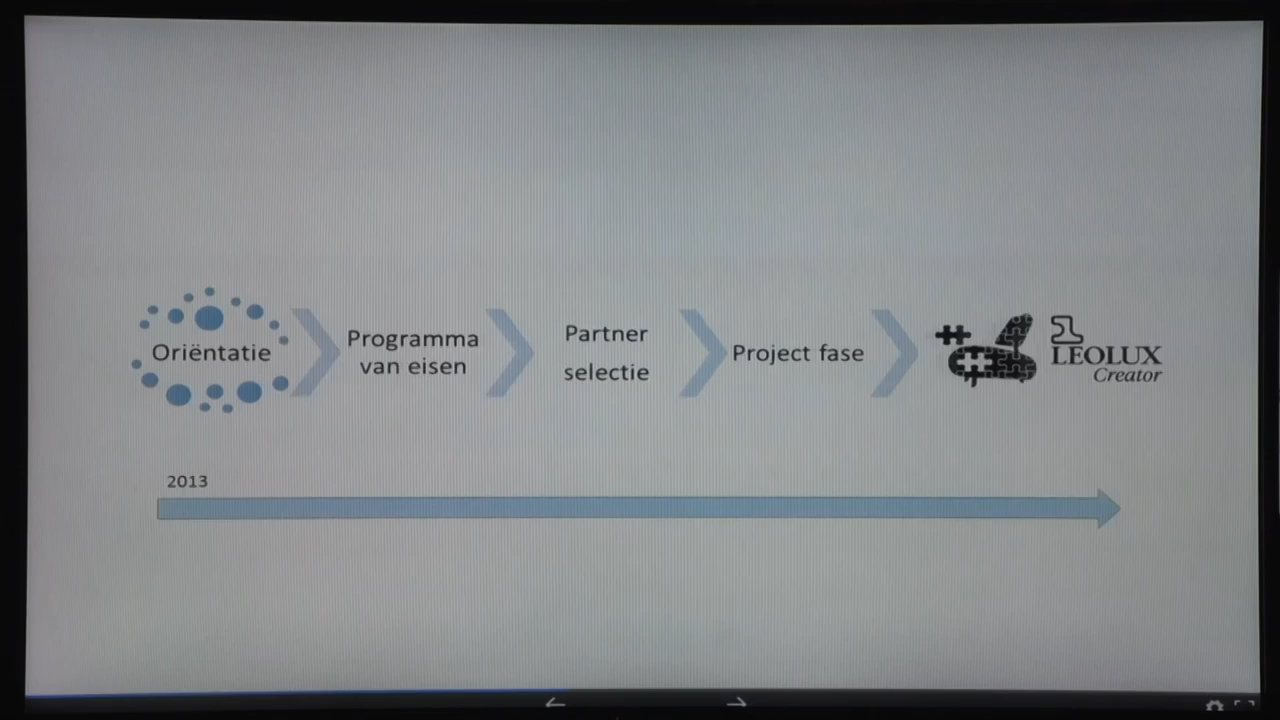 Oriëntatie
Programma
van eisen
Partner
selectie
Project fase
LEOLUX
Creator
2013